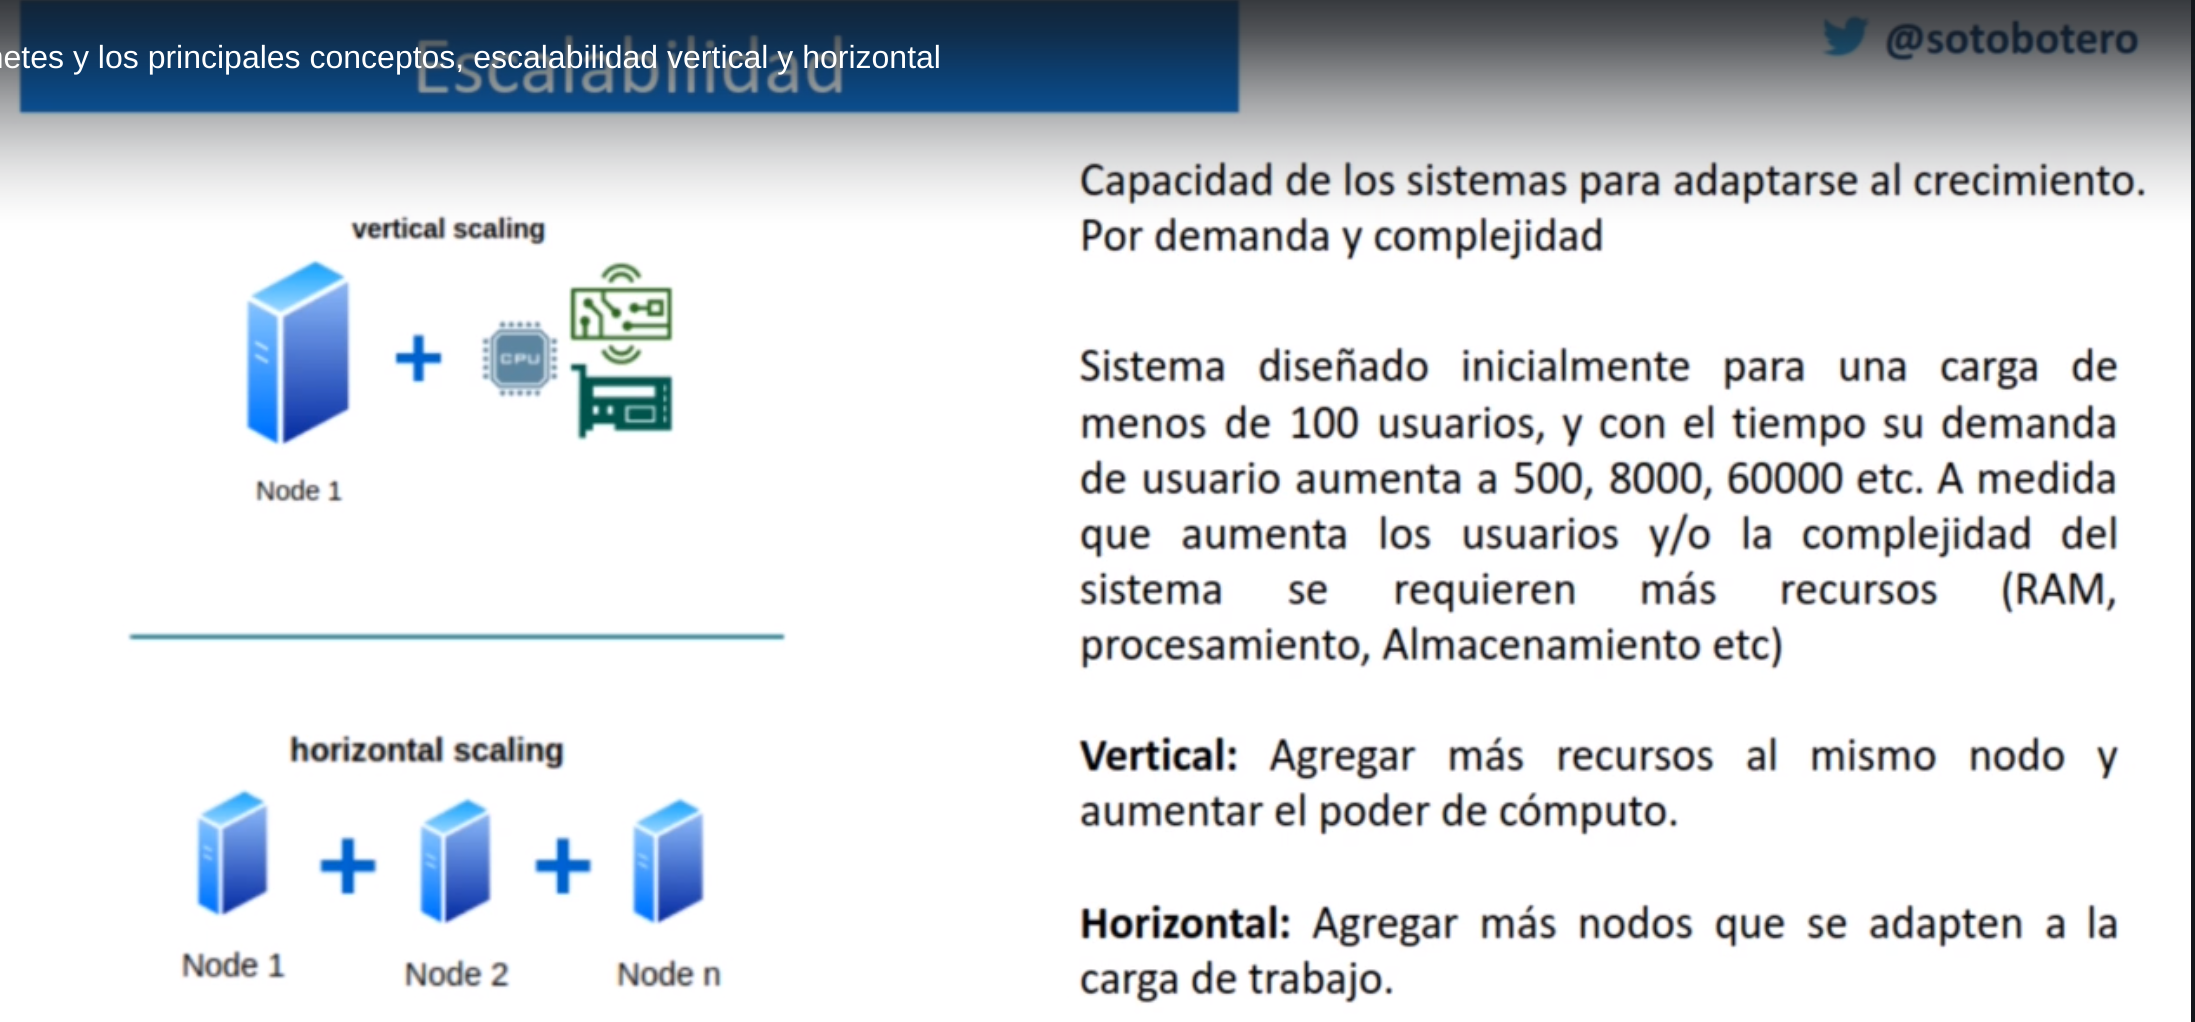 etes y los principales conceptos, escalabilidad vertical y horizontal
Escalabilidad
@sotobotero
vertical scaling
CPU
Node 1
horizontal scaling
Node 1
Node 2
Node n
Capacidad de los sistemas para adaptarse al crecimiento.
Por demanda y complejidad
Sistema diseñado inicialmente para una carga de
menos de 100 usuarios, y con el tiempo su demanda
de usuario aumenta a 500, 8000, 60000 etc. A medida
que aumenta los usuarios y/o la complejidad del
sistema se requieren más recursos (RAM,
procesamiento, Almacenamiento etc)
Vertical: Agregar más recursos al mismo nodo y
aumentar el poder de cómputo.
Horizontal: Agregar más nodos que se adapten a la
carga de trabajo.